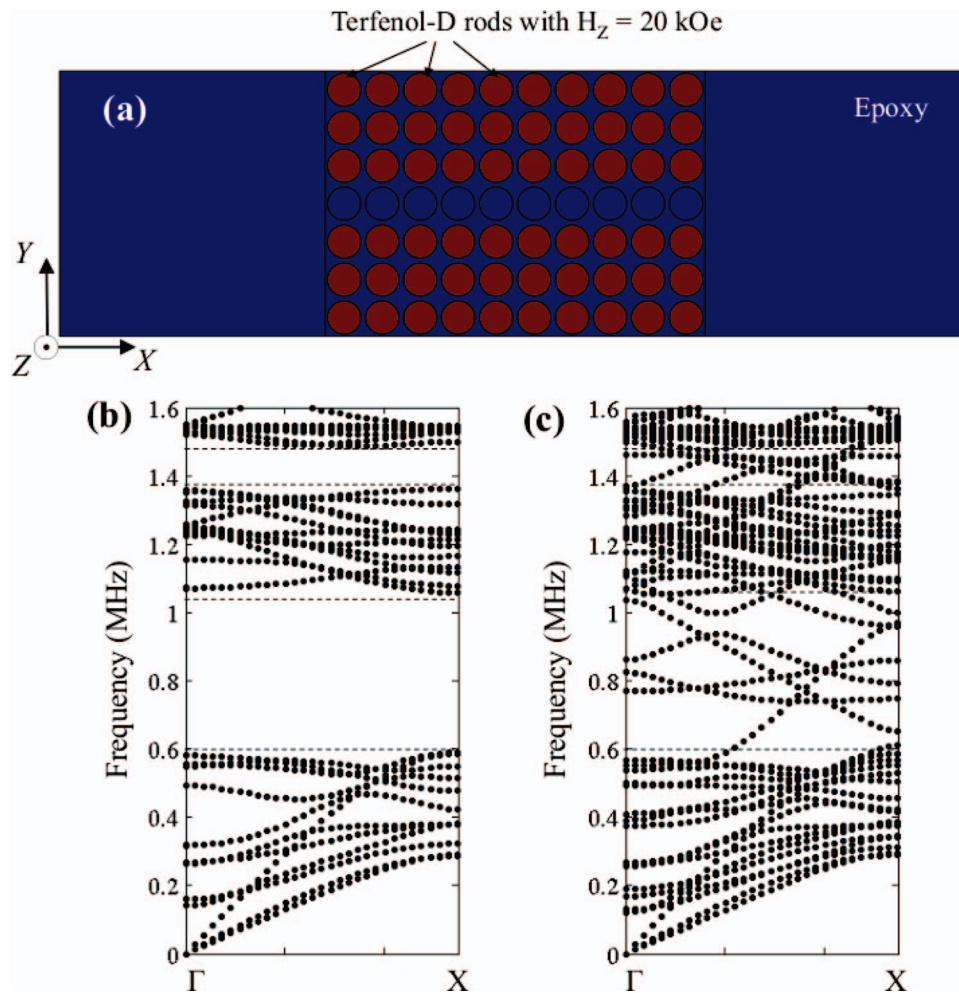 Terfenol-D rods with H_Z = 20 kOe
(a)
Epoxy
Y
Z
X
(b)
(c)
Frequency (MHz)
1.6
1.4
1.2
1
0.8
0.6
0.4
0.2
0
Γ
X
Frequency (MHz)
1.6
1.4
1.2
1
0.8
0.6
0.4
0.2
0
Γ
X